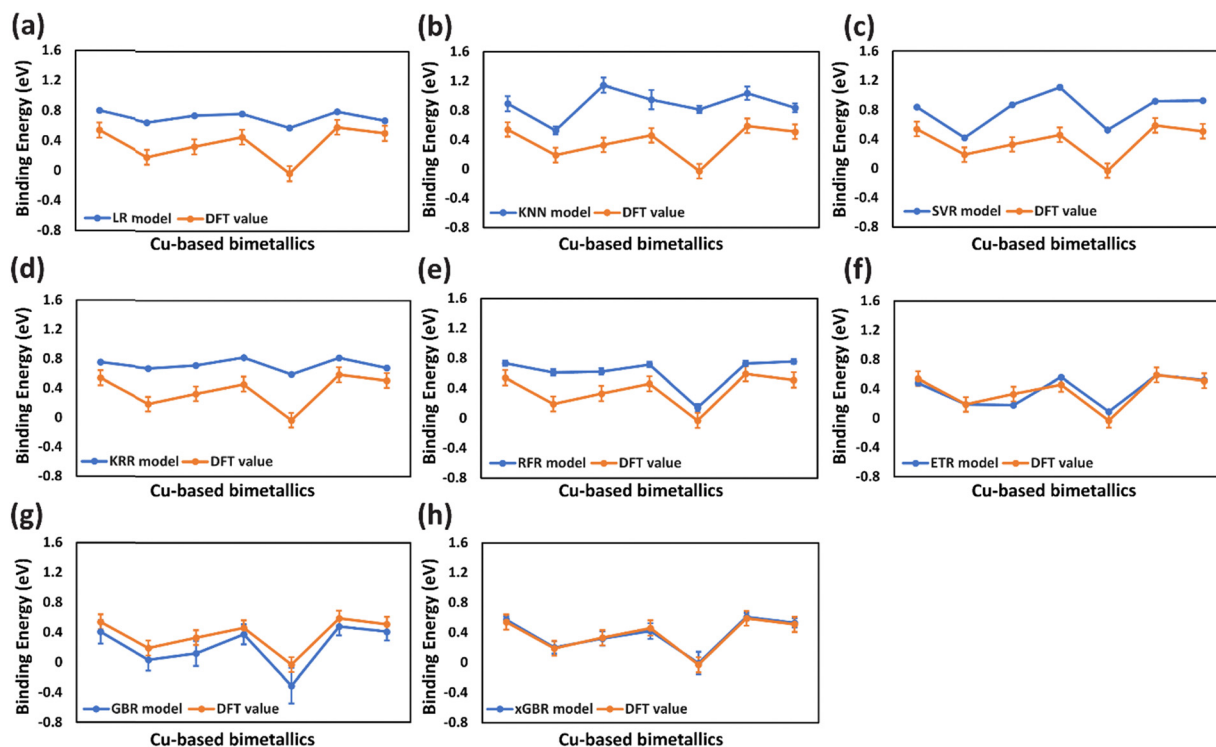 (a)
1.6
1.2
0.8
0.4
0
-0.4
-0.8
Binding Energy (eV)
LR model DFT value
Cu-based bimetallics
(b)
1.6
1.2
0.8
0.4
0
-0.4
-0.8
Binding Energy (eV)
KNN model DFT value
Cu-based bimetallics
(c)
1.6
1.2
0.8
0.4
0
-0.4
-0.8
Binding Energy (eV)
SVR model DFT value
Cu-based bimetallics
(d)
1.6
1.2
0.8
0.4
0
-0.4
-0.8
Binding Energy (eV)
KRR model DFT value
Cu-based bimetallics
(e)
1.6
1.2
0.8
0.4
0
-0.4
-0.8
Binding Energy (eV)
RFR model DFT value
Cu-based bimetallics
(f)
1.6
1.2
0.8
0.4
0
-0.4
-0.8
Binding Energy (eV)
ETR model DFT value
Cu-based bimetallics
(g)
1.6
1.2
0.8
0.4
0
-0.4
-0.8
Binding Energy (eV)
GBR model DFT value
Cu-based bimetallics
(h)
1.6
1.2
0.8
0.4
0
-0.4
-0.8
Binding Energy (eV)
xGBR model DFT value
Cu-based bimetallics